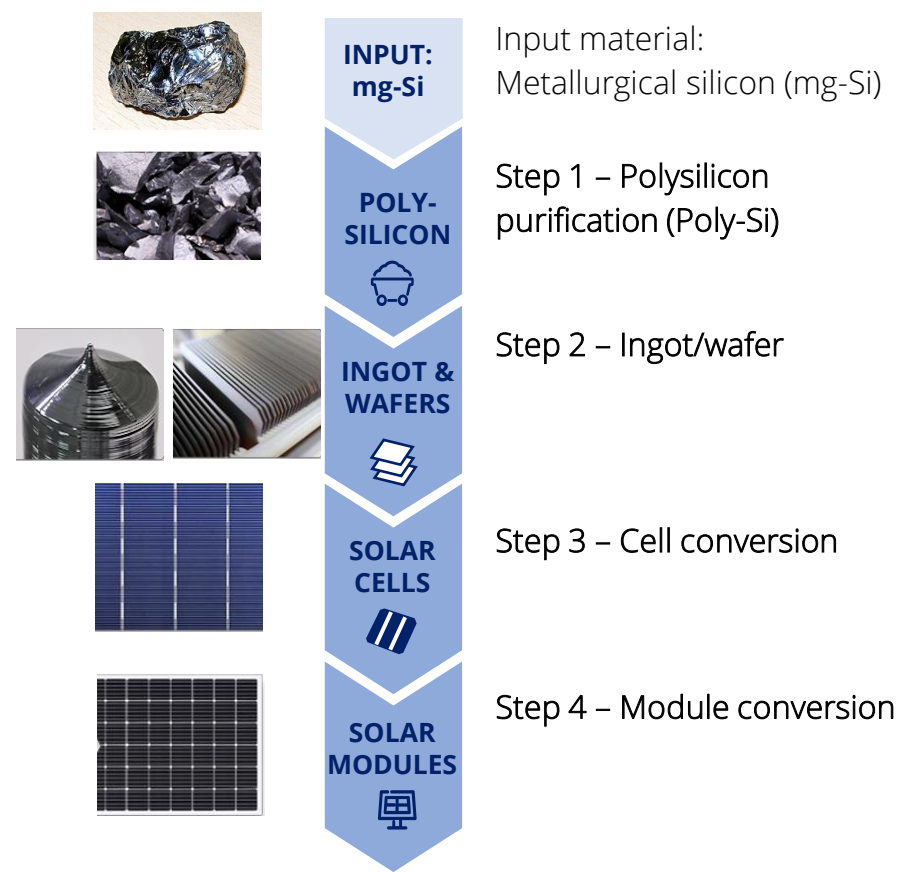 INPUT:
mg-Si
Input material:
Metallurgical silicon (mg-Si)
POLY-
SILICON
Step 1 – Polysilicon
purification (Poly-Si)
INGOT &
WAFERS
Step 2 – Ingot/wafer
SOLAR
CELLS
Step 3 – Cell conversion
SOLAR
MODULES
Step 4 – Module conversion